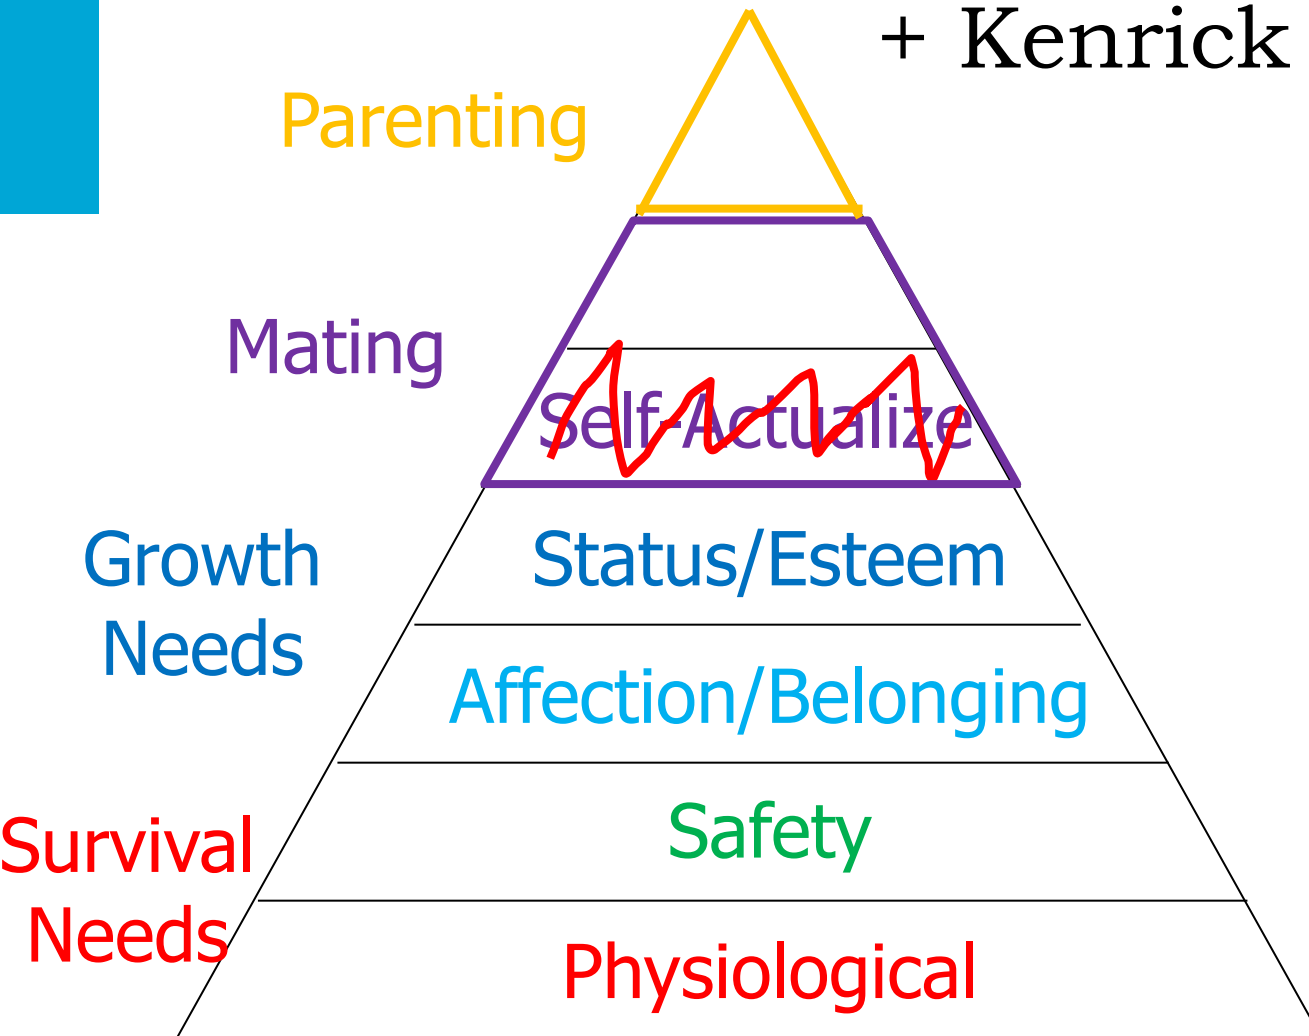 + Kenrick
Parenting
Mating
Self-Actualize
Growth
Needs
Status/Esteem
Affection/Belonging
Survival
Needs
Safety
Physiological